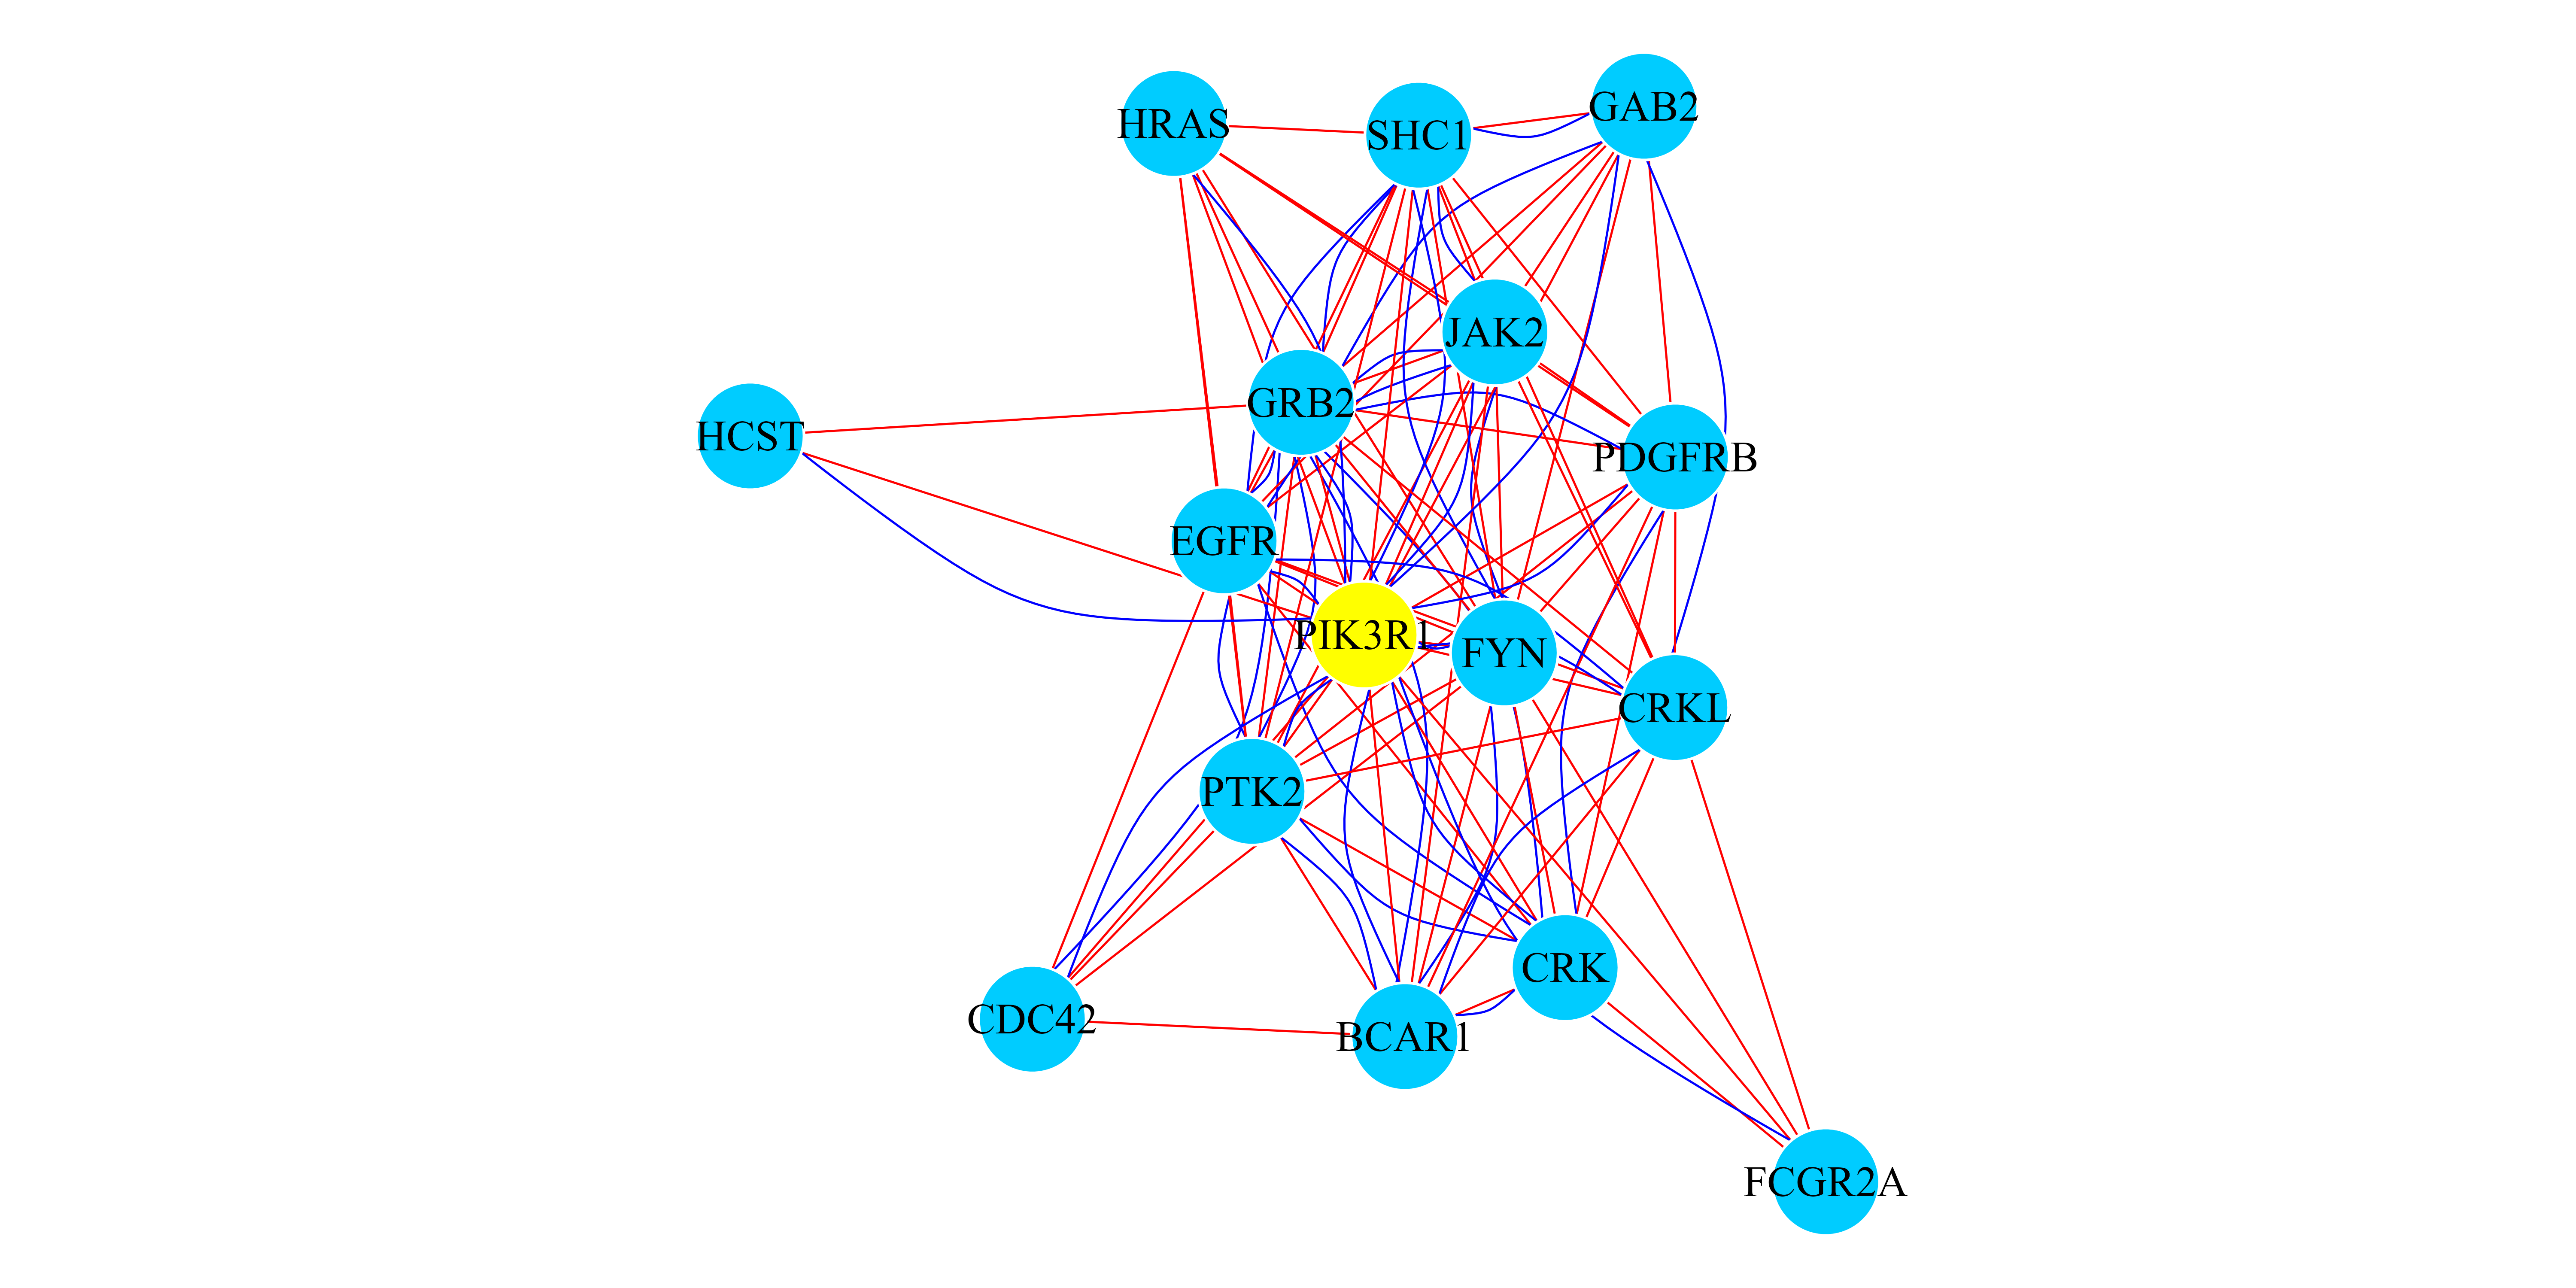 GAB2
HRAS
SHC1
JAK2
GRB2
HCST
PDGFRB
EGFR
PIK3R1
FYN
CRKL
PTK2
CRK
CDC42
BCAR1
FCGR2A